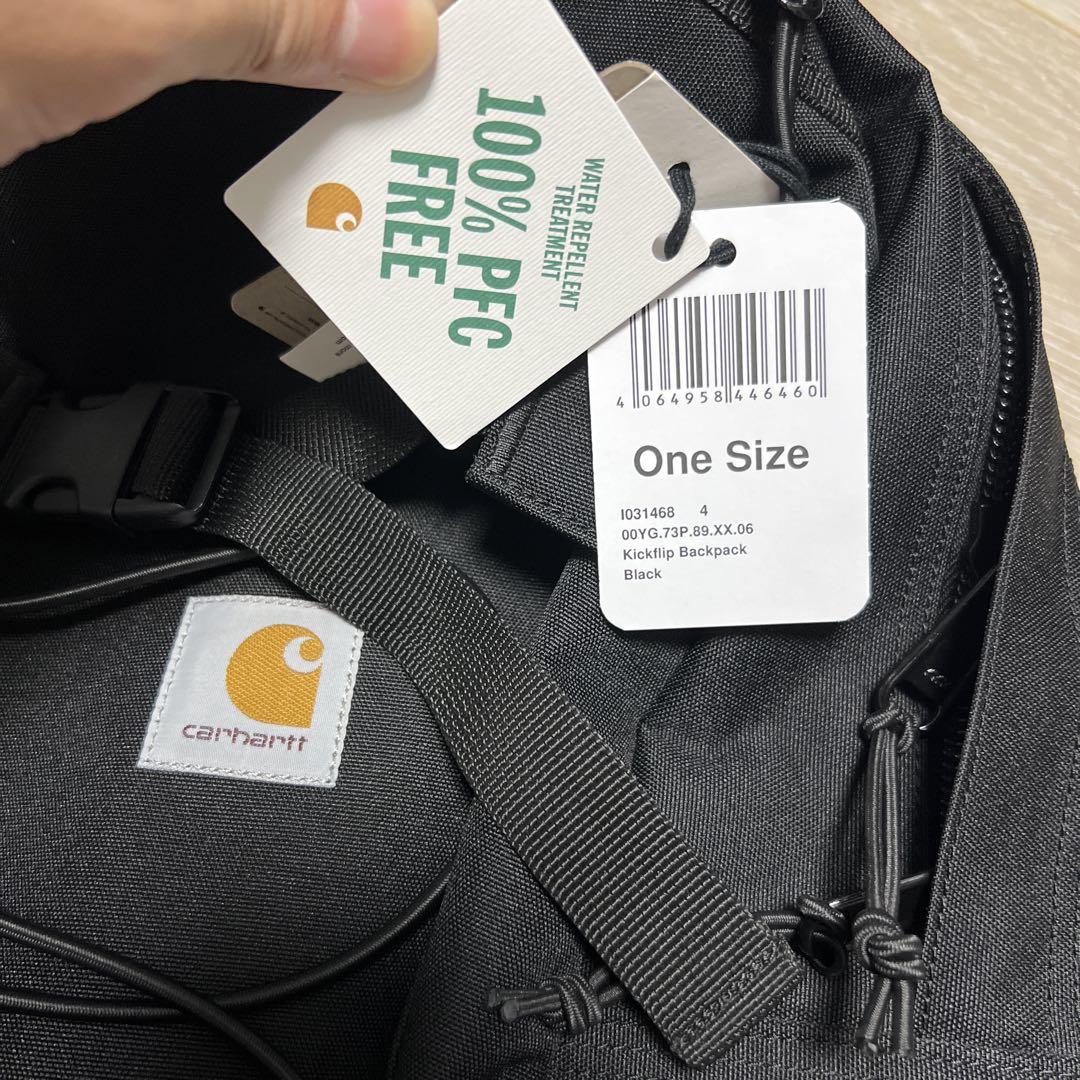 WATER REPELLENT
TREATMENT
100% PFC
FREE
4 064958 446460
One Size
I031468 4
00YG.73P.89.XX.06
Kickflip Backpack
Black
carhartt